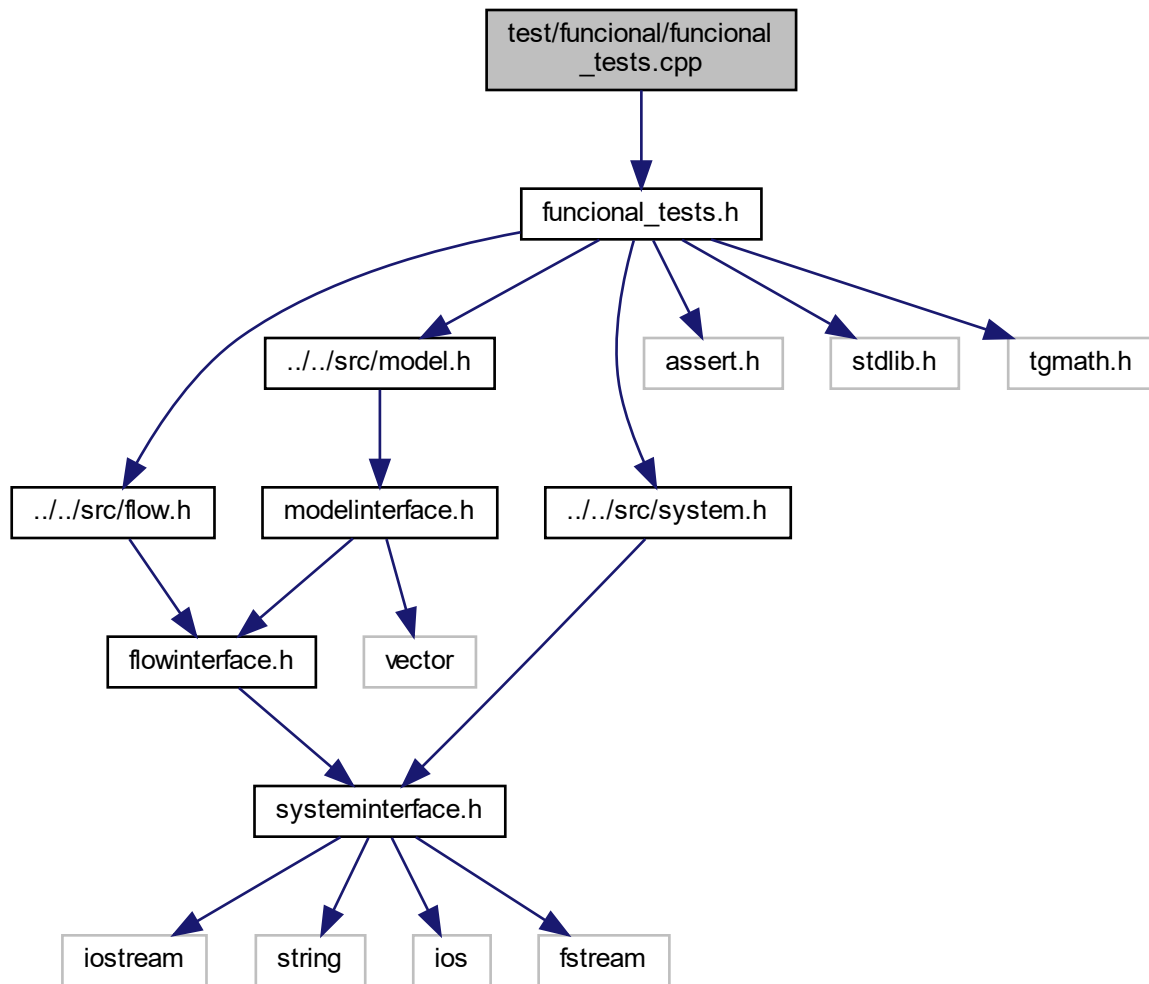 test/funcional/funcional
_tests.cpp
funcional_tests.h
../../src/model.h
assert.h
stdlib.h
tgmath.h
../../src/flow.h
modelinterface.h
../../src/system.h
flowinterface.h
vector
systeminterface.h
iostream
string
ios
fstream